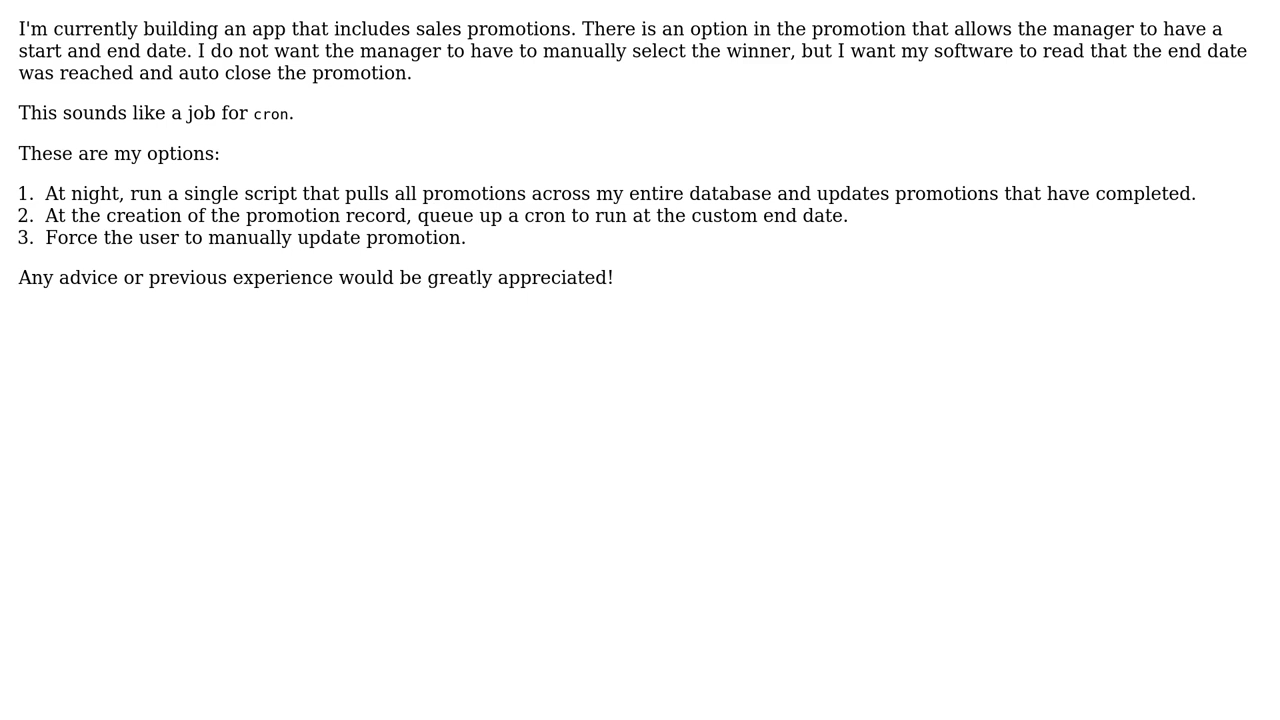 I'm currently building an app that includes sales promotions. There is an option in the promotion that allows the manager to have a
start and end date. I do not want the manager to have to manually select the winner, but I want my software to read that the end date
was reached and auto close the promotion.
This sounds like a job for cron.
These are my options:
1. At night, run a single script that pulls all promotions across my entire database and updates promotions that have completed.
2. At the creation of the promotion record, queue up a cron to run at the custom end date.
3. Force the user to manually update promotion.
Any advice or previous experience would be greatly appreciated!